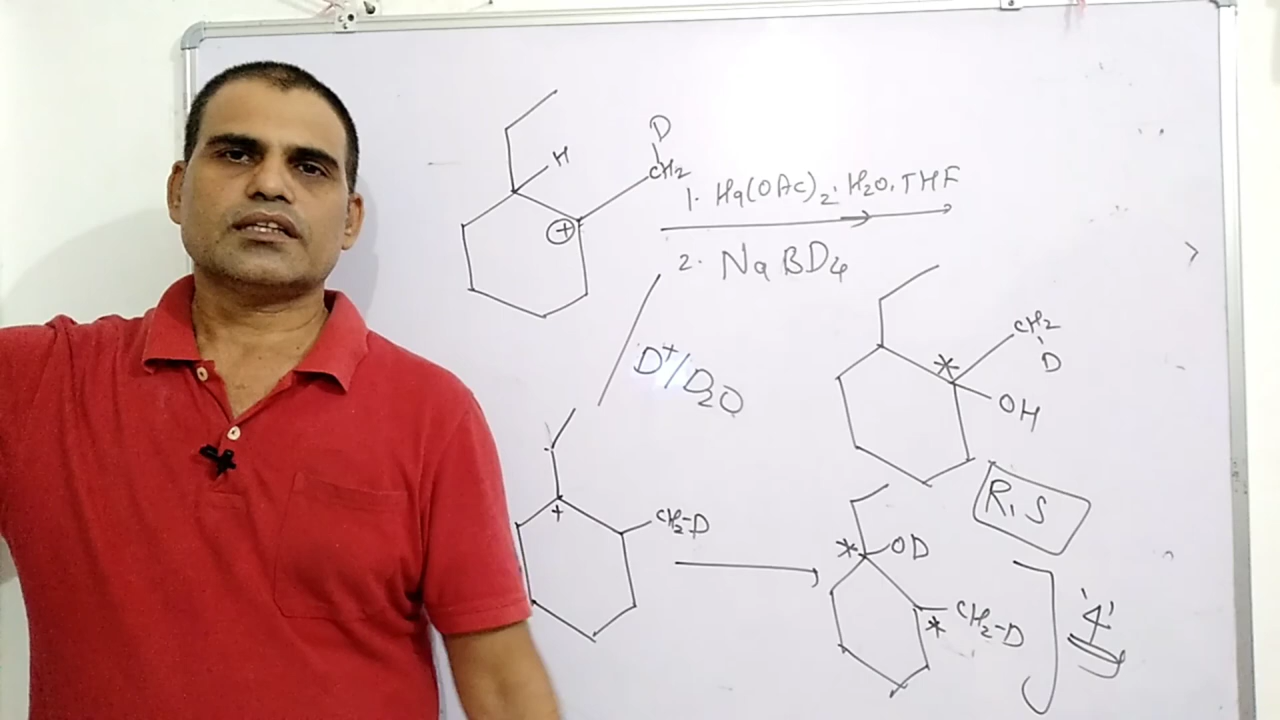 D
H
CH2
+
1. Hg(OAc)2. H2O, THF
2. NaBD4
D+/D2O
CH2
D
*
OH
R, S
+
CH2-D
* OD
CH2-D
*
'4'